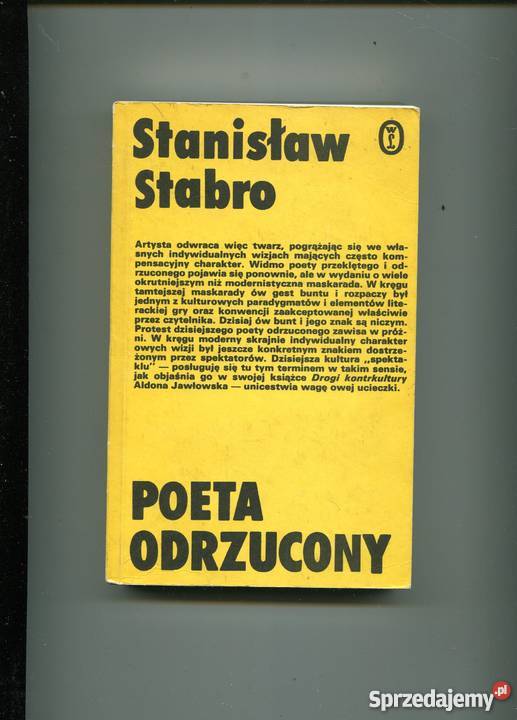 Stanisław
Stabro
WL
Artysta odwraca więc twarz, pogrążając się we wła-
snych indywidualnych wizjach mających często kom-
pensacyjny charakter. Widmo poety przeklętego i od-
rzuconego pojawia się ponownie, ale w wydaniu o wiele
okrutniejszym niż modernistyczna maskarada. W kręgu
tamtejszej maskarady ów gest buntu i rozpaczy był
jednym z kulturowych paradygmatów i elementów lite-
rackiej gry oraz konwencji zaakceptowanej właściwie
przez czytelnika. Dzisiaj ów bunt i jego znak są niczym.
Protest dzisiejszego poety odrzuconego zawisa w próż-
ni. W kręgu moderny skrajnie indywidualny charakter
owych wizji był jeszcze konkretnym znakiem dostrze-
żonym przez spektatorów. Dzisiejsza kultura „spekta-
klu” — posługuję się tu tym terminem w takim sensie,
jak objaśnia go w swojej książce Drogi kontrkultury
Aldona Jawłowska — unicestwia wagę owej ucieczki.
POETA
ODRZUCONY
Sprzedajemy.pl